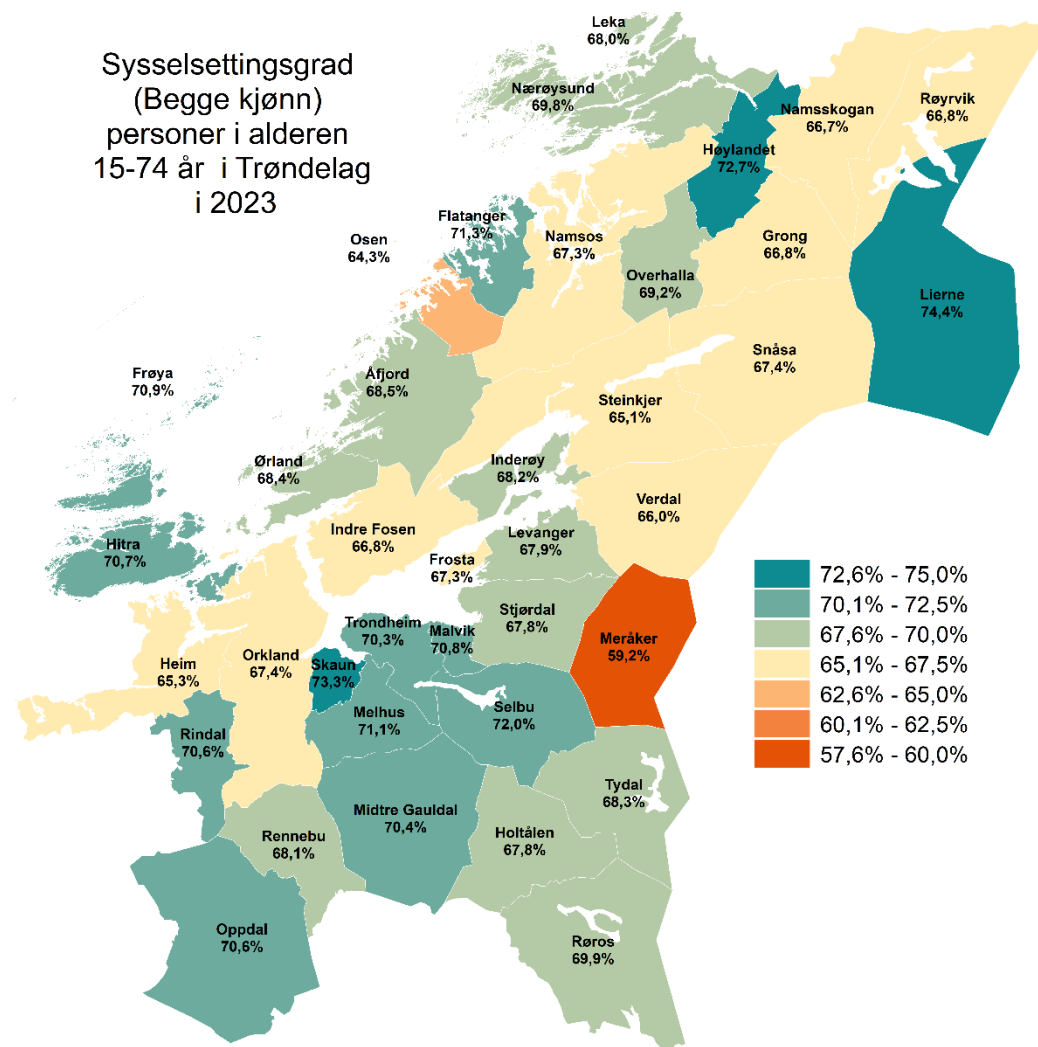 Sysselsettingsgrad
(Begge kjønn)
personer i alderen
15-74 år i Trøndelag
i 2023
Leka
68,0%
Nærøysund
69,8%
Namsskogan
66,7%
Røyrvik
66,8%
Høylandet
72,7%
Flatanger
71,3%
Osen
64,3%
Namsos
67,3%
Grong
66,8%
Overhalla
69,2%
Lierne
74,4%
Snåsa
67,4%
Frøya
70,9%
Åfjord
68,5%
Steinkjer
65,1%
Ørland
68,4%
Inderøy
68,2%
Verdal
66,0%
Indre Fosen
66,8%
Levanger
67,9%
Hitra
70,7%
Frosta
67,3%
Stjørdal
67,8%
Trondheim
70,3%
Malvik
70,8%
Meråker
59,2%
Heim
65,3%
Orkland
67,4%
Skaun
73,3%
Melhus
71,1%
Selbu
72,0%
Rindal
70,6%
Tydal
68,3%
Midtre Gauldal
70,4%
Rennebu
68,1%
Holtålen
67,8%
Oppdal
70,6%
Røros
69,9%
72,6% - 75,0%
70,1% - 72,5%
67,6% - 70,0%
65,1% - 67,5%
62,6% - 65,0%
60,1% - 62,5%
57,6% - 60,0%